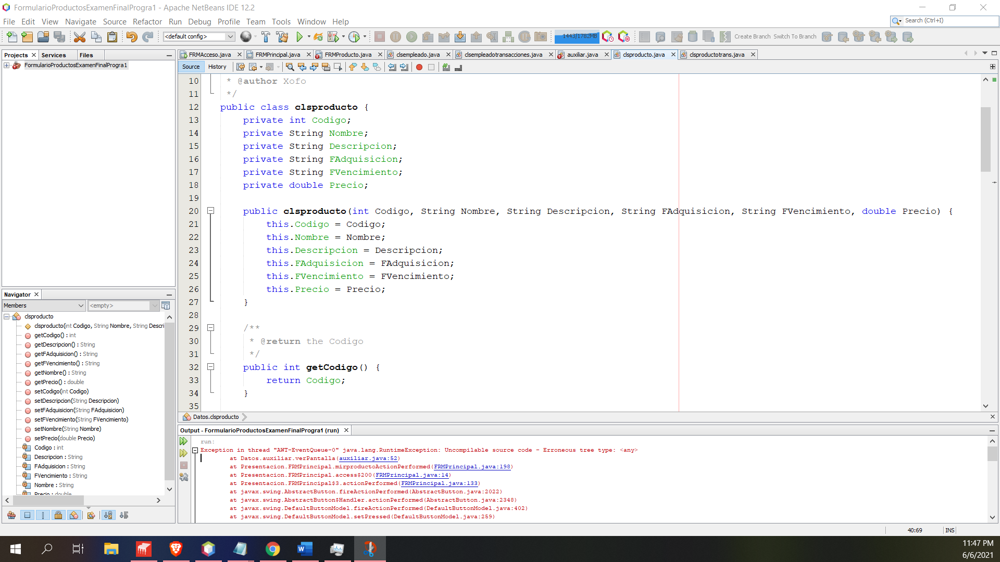 FormularioProductosExamenFinalProgra1 - Apache NetBeans IDE 12.2
File Edit View Navigate Source Refactor Run Debug Profile Team Tools Window Help
Search (Ctrl+I)
<default config>
1443/1782MB
Create Branch Switch To Branch
Projects
Services
Files
FRMAcceso.java
FRMPrincipal.java
FRMProducto.java
clsempleado.java
clsempleadotransacciones.java
auxiliar.java
clsproducto.java
clsproductotrans.java
FormularioProductosExamenFinalProgra1
Source History
10 * @author Xofo
11 */
12 public class clsproducto {
13 private int Codigo;
14 private String Nombre;
15 private String Descripcion;
16 private String FAdquisicion;
17 private String FVencimiento;
18 private double Precio;
19
20 public clsproducto(int Codigo, String Nombre, String Descripcion, String FAdquisicion, String FVencimiento, double Precio) {
21 this.Codigo = Codigo;
22 this.Nombre = Nombre;
23 this.Descripcion = Descripcion;
24 this.FAdquisicion = FAdquisicion;
25 this.FVencimiento = FVencimiento;
26 this.Precio = Precio;
27 }
28
29 /**
30 * @return the Codigo
31 */
32 public int getCodigo() {
33 return Codigo;
34 }
35
Datos.clsproducto
Navigator
Members
<empty>
clsproducto
clsproducto(int Codigo, String Nombre, String Descri
getCodigo() : int
getDescripcion() : String
getFAdquisicion() : String
getFVencimiento() : String
getNombre() : String
getPrecio() : double
setCodigo(int Codigo)
setDescripcion(String Descripcion)
setFAdquisicion(String FAdquisicion)
setFVencimiento(String FVencimiento)
setNombre(String Nombre)
setPrecio(double Precio)
Codigo : int
Descripcion : String
FAdquisicion : String
FVencimiento : String
Nombre : String
Precio : double
Output - FormularioProductosExamenFinalProgra1 (run)
run:
Exception in thread "AWT-EventQueue-0" java.lang.RuntimeException: Uncompilable source code - Erroneous tree type: <any>
at Datos.auxiliar.verPantalla(auxiliar.java:52)
at Presentacion.FRMPrincipal.mirproductoActionPerformed(FRMPrincipal.java:198)
at Presentacion.FRMPrincipal.access$200(FRMPrincipal.java:14)
at Presentacion.FRMPrincipal$3.actionPerformed(FRMPrincipal.java:133)
at javax.swing.AbstractButton.fireActionPerformed(AbstractButton.java:2022)
at javax.swing.AbstractButton$Handler.actionPerformed(AbstractButton.java:2348)
at javax.swing.DefaultButtonModel.fireActionPerformed(DefaultButtonModel.java:402)
at javax.swing.DefaultButtonModel.setPressed(DefaultButtonModel.java:259)
40:69
INS
11:47 PM
6/6/2021